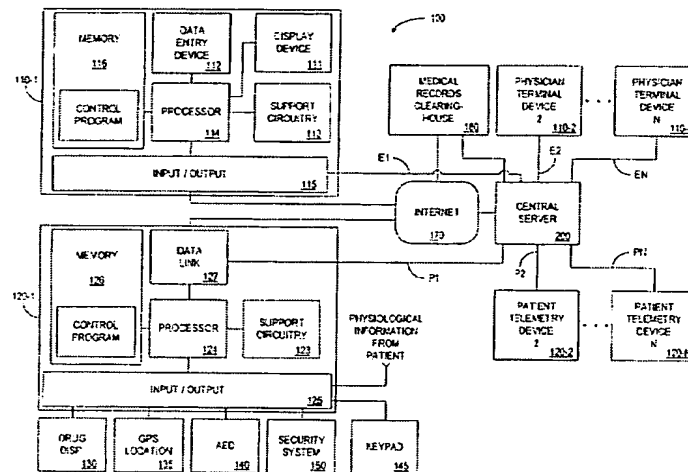 100
MEMORY
116
CONTROL
PROGRAM
DATA
ENTRY
DEVICE
112
DISPLAY
DEVICE
111
PROCESSOR
114
SUPPORT
CIRCUITRY
113
INPUT / OUTPUT
115
110-1
MEDICAL
RECORDS
CLEARING-
HOUSE
160
PHYSICIAN
TERMINAL
DEVICE
2
110-2
PHYSICIAN
TERMINAL
DEVICE
N
E1
E2
EN
INTERNET
170
CENTRAL
SERVER
200
MEMORY
126
CONTROL
PROGRAM
DATA
LINK
127
PROCESSOR
124
SUPPORT
CIRCUITRY
123
INPUT / OUTPUT
125
120-1
P1
P2
PN
PHYSIOLOGICAL
INFORMATION
FROM
PATIENT
PATIENT
TELEMETRY
DEVICE
2
120-2
PATIENT
TELEMETRY
DEVICE
N
DRUG
DISP
130
GPS
LOCATION
135
AED
140
SECURITY
SYSTEM
150
KEYPAD
145